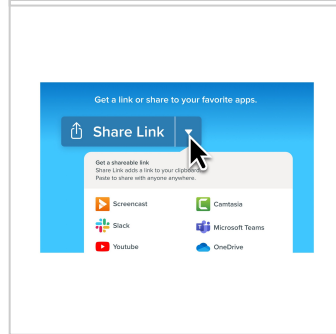 Get a link or share to your favorite apps.
Share Link
Get a shareable link
Share Link adds a link to your clipboard.
Paste to share with anyone anywhere.
Screencast
Camtasia
Slack
Microsoft Teams
Youtube
OneDrive